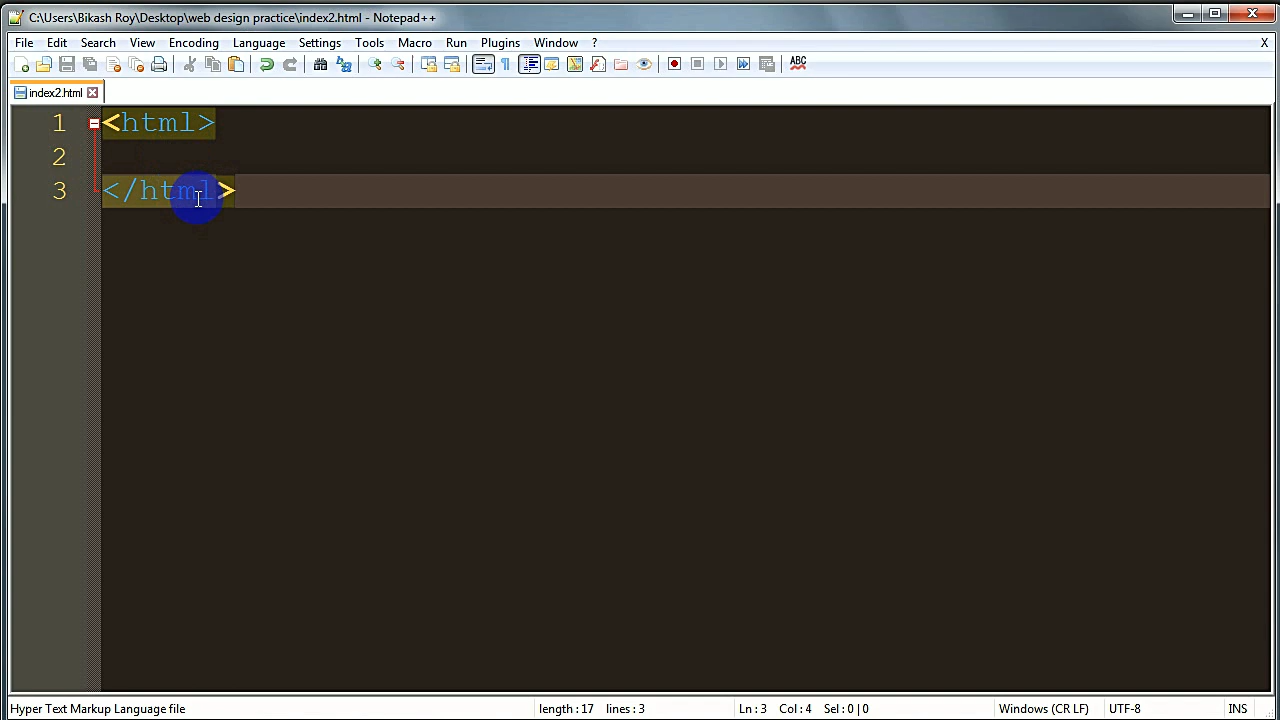 C:\Users\Bikash Roy\Desktop\web design practice\index2.html - Notepad++
File Edit Search View Encoding Language Settings Tools Macro Run Plugins Window ? X
ABC
index2.html
1 <html>
2
3 </html>
Hyper Text Markup Language file length : 17 lines : 3 Ln : 3 Col : 4 Sel : 0 | 0 Windows (CR LF) UTF-8 INS